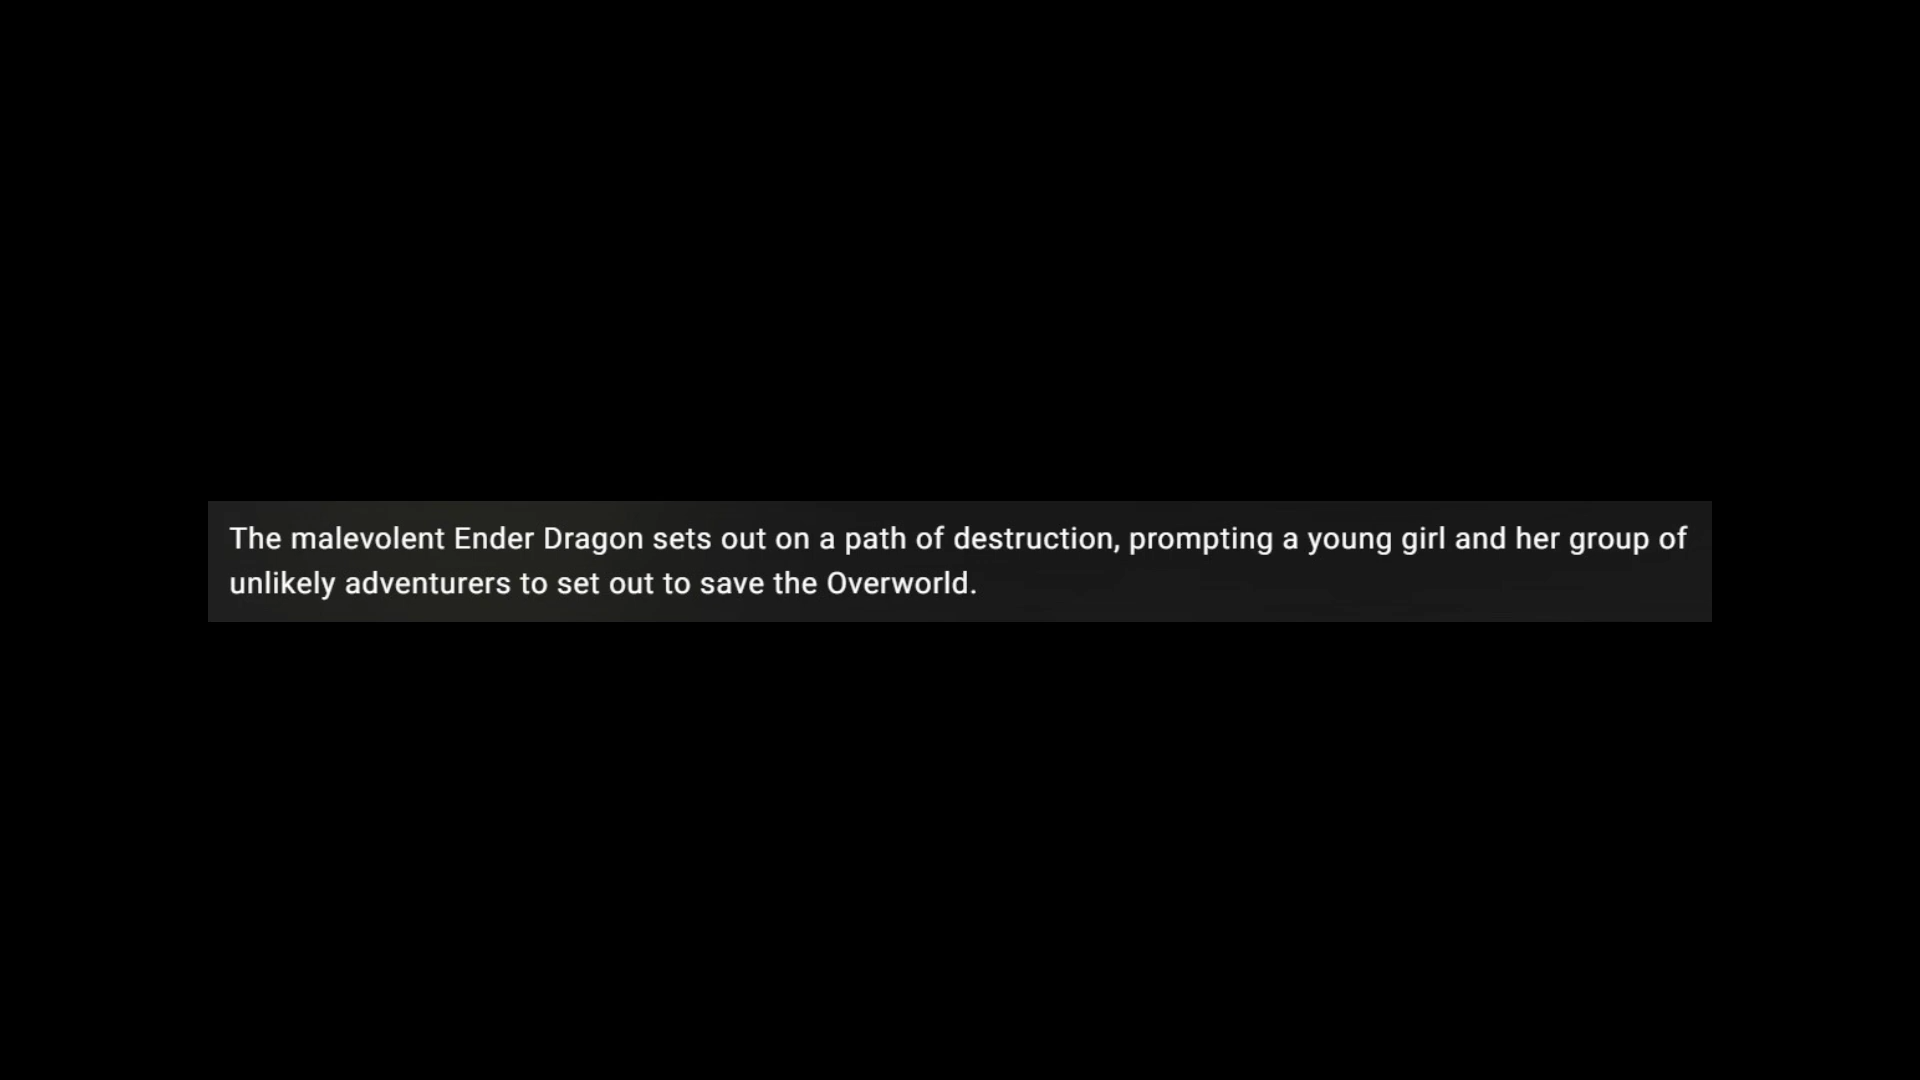 The malevolent Ender Dragon sets out on a path of destruction, prompting a young girl and her group of
unlikely adventurers to set out to save the Overworld.